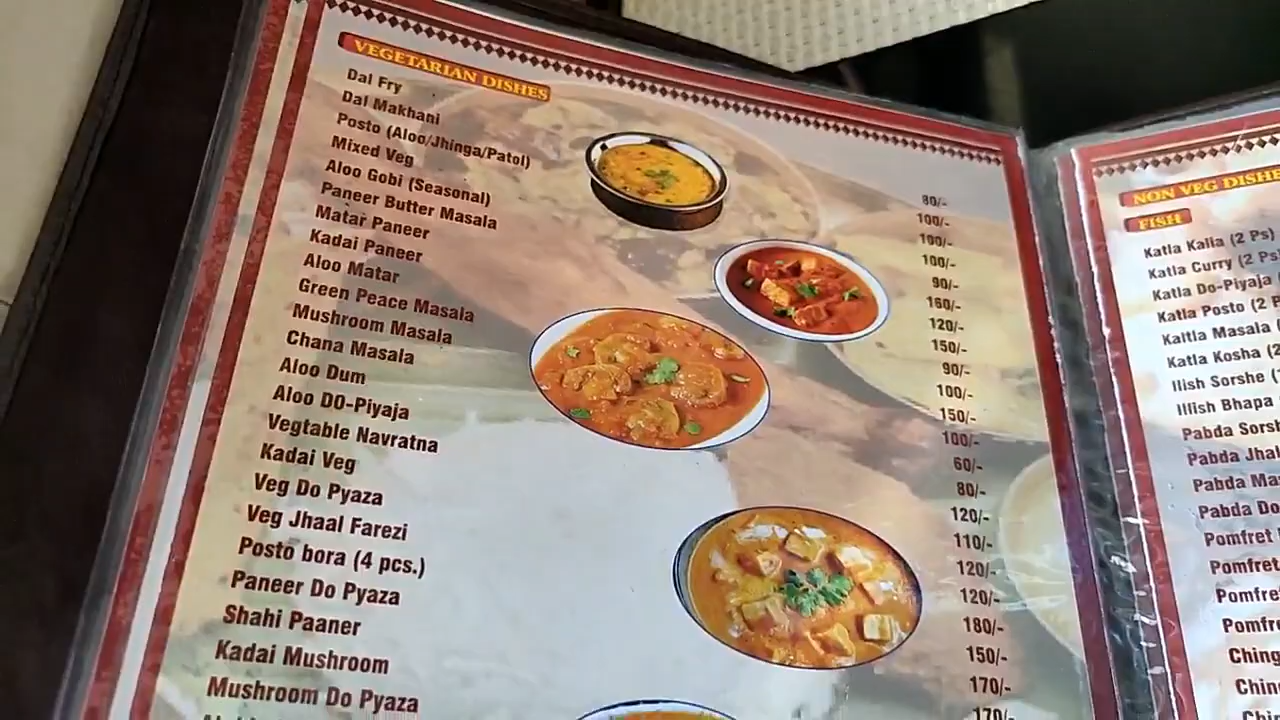 VEGETARIAN DISHES
Dal Fry 80/-
Dal Makhani 100/-
Posto (Aloo/Jhinga/Patol) 100/-
Mixed Veg 100/-
Aloo Gobi (Seasonal) 90/-
Paneer Butter Masala 160/-
Matar Paneer 120/-
Kadai Paneer 150/-
Aloo Matar 90/-
Green Peace Masala 100/-
Mushroom Masala 150/-
Chana Masala 100/-
Aloo Dum 60/-
Aloo DO-Piyaja 80/-
Vegtable Navratna 120/-
Kadai Veg 110/-
Veg Do Pyaza 120/-
Veg Jhaal Farezi 120/-
Posto bora (4 pcs.) 180/-
Paneer Do Pyaza 150/-
Shahi Paaner 170/-
Kadai Mushroom 170/-
Mushroom Do Pyaza
NON VEG DISHE
FISH
Katla Kalia (2 Ps)
Katla Curry (2 Ps)
Katla Do-Piyaja
Katla Posto (2 P
Kattla Masala
Katla Kosha (2
Ilish Sorshe (
Illish Bhapa
Pabda Sorsh
Pabda Jhal
Pabda Mas
Pabda Do
Pomfret
Pomfret
Pomfre
Pomfre
Ching
Chin